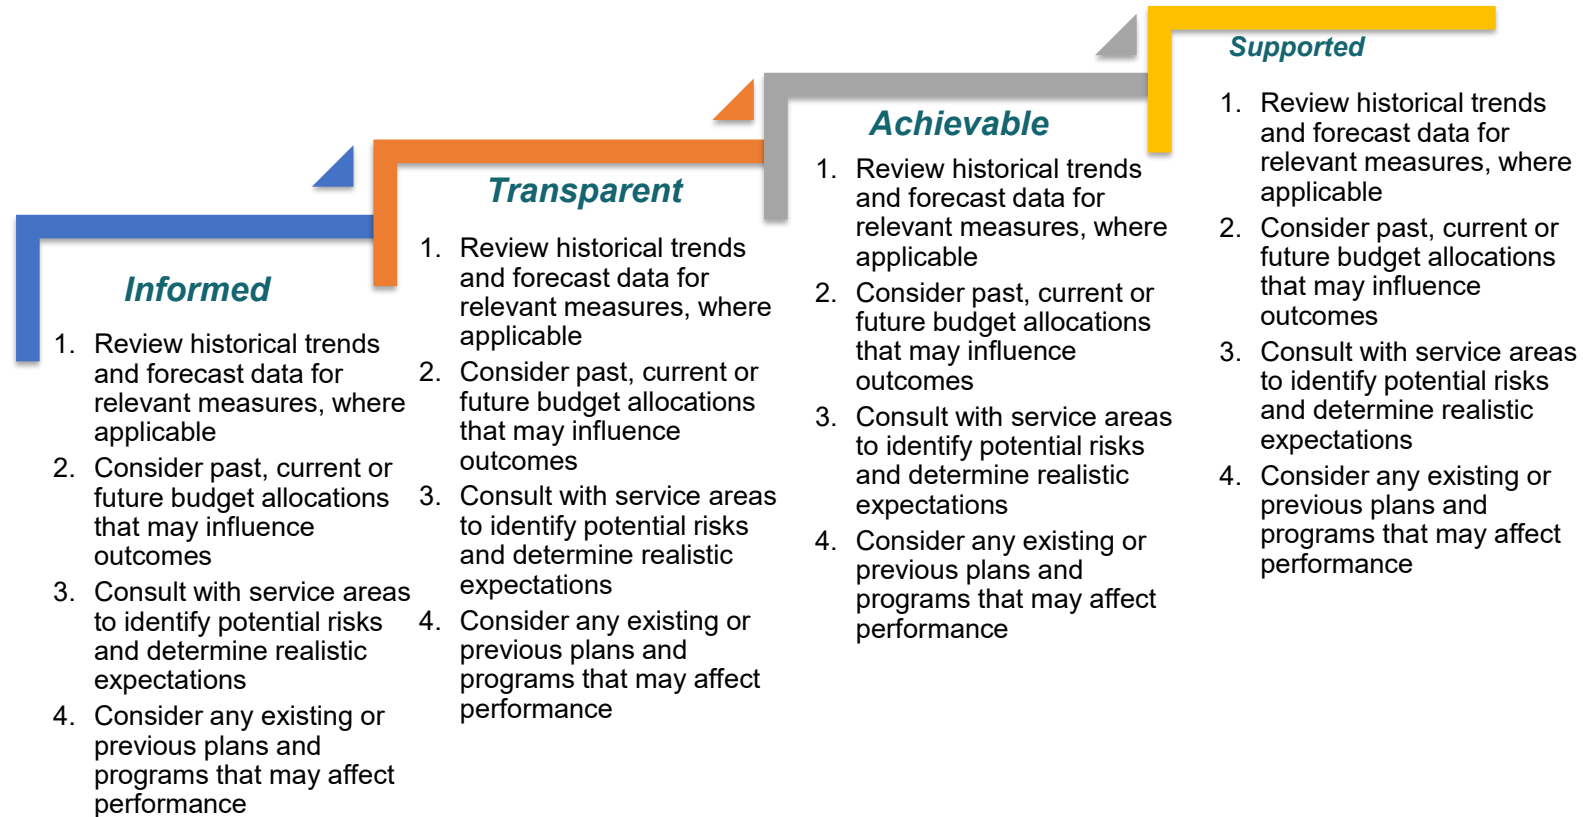 Informed
1. Review historical trends
and forecast data for
relevant measures, where
applicable
2. Consider past, current or
future budget allocations
that may influence
outcomes
3. Consult with service areas
to identify potential risks
and determine realistic
expectations
4. Consider any existing or
previous plans and
programs that may affect
performance
Transparent
1. Review historical trends
and forecast data for
relevant measures, where
applicable
2. Consider past, current or
future budget allocations
that may influence
outcomes
3. Consult with service areas
to identify potential risks
and determine realistic
expectations
4. Consider any existing or
previous plans and
programs that may affect
performance
Achievable
1. Review historical trends
and forecast data for
relevant measures, where
applicable
2. Consider past, current or
future budget allocations
that may influence
outcomes
3. Consult with service areas
to identify potential risks
and determine realistic
expectations
4. Consider any existing or
previous plans and
programs that may affect
performance
Supported
1. Review historical trends
and forecast data for
relevant measures, where
applicable
2. Consider past, current or
future budget allocations
that may influence
outcomes
3. Consult with service areas
to identify potential risks
and determine realistic
expectations
4. Consider any existing or
previous plans and
programs that may affect
performance